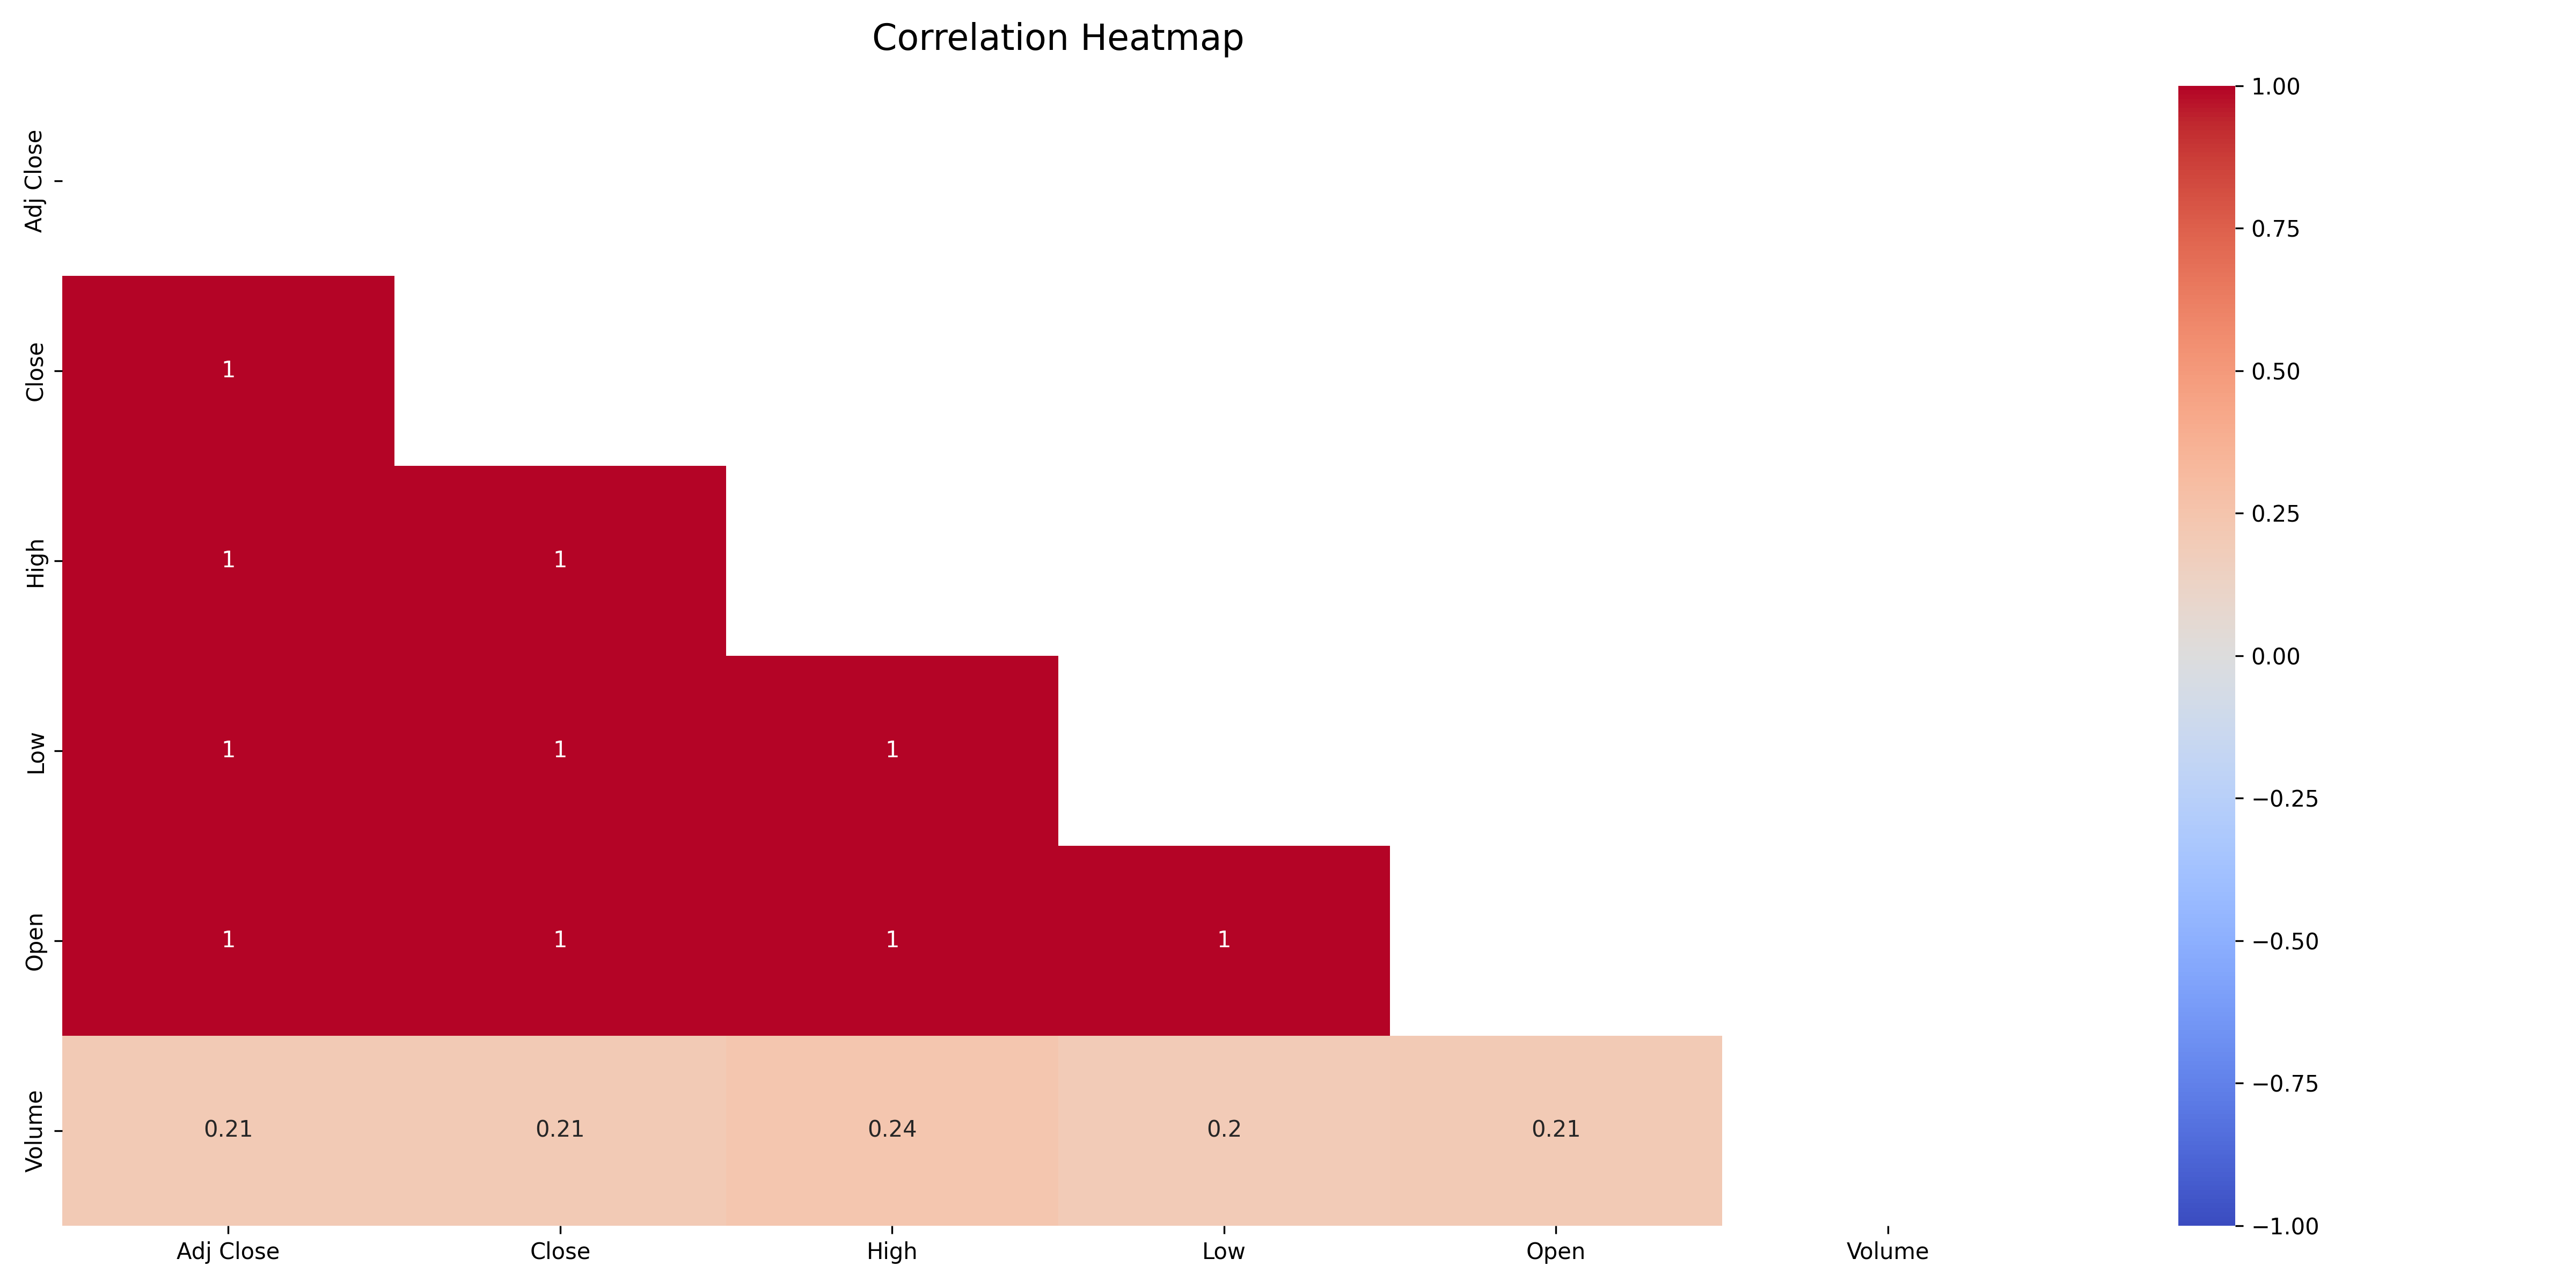 Correlation Heatmap
Adj Close
Close
1
High
1 1
Low
1 1 1
Open
1 1 1 1
Volume
0.21 0.21 0.24 0.2 0.21
Adj Close Close High Low Open Volume
1.00
0.75
0.50
0.25
0.00
−0.25
−0.50
−0.75
−1.00